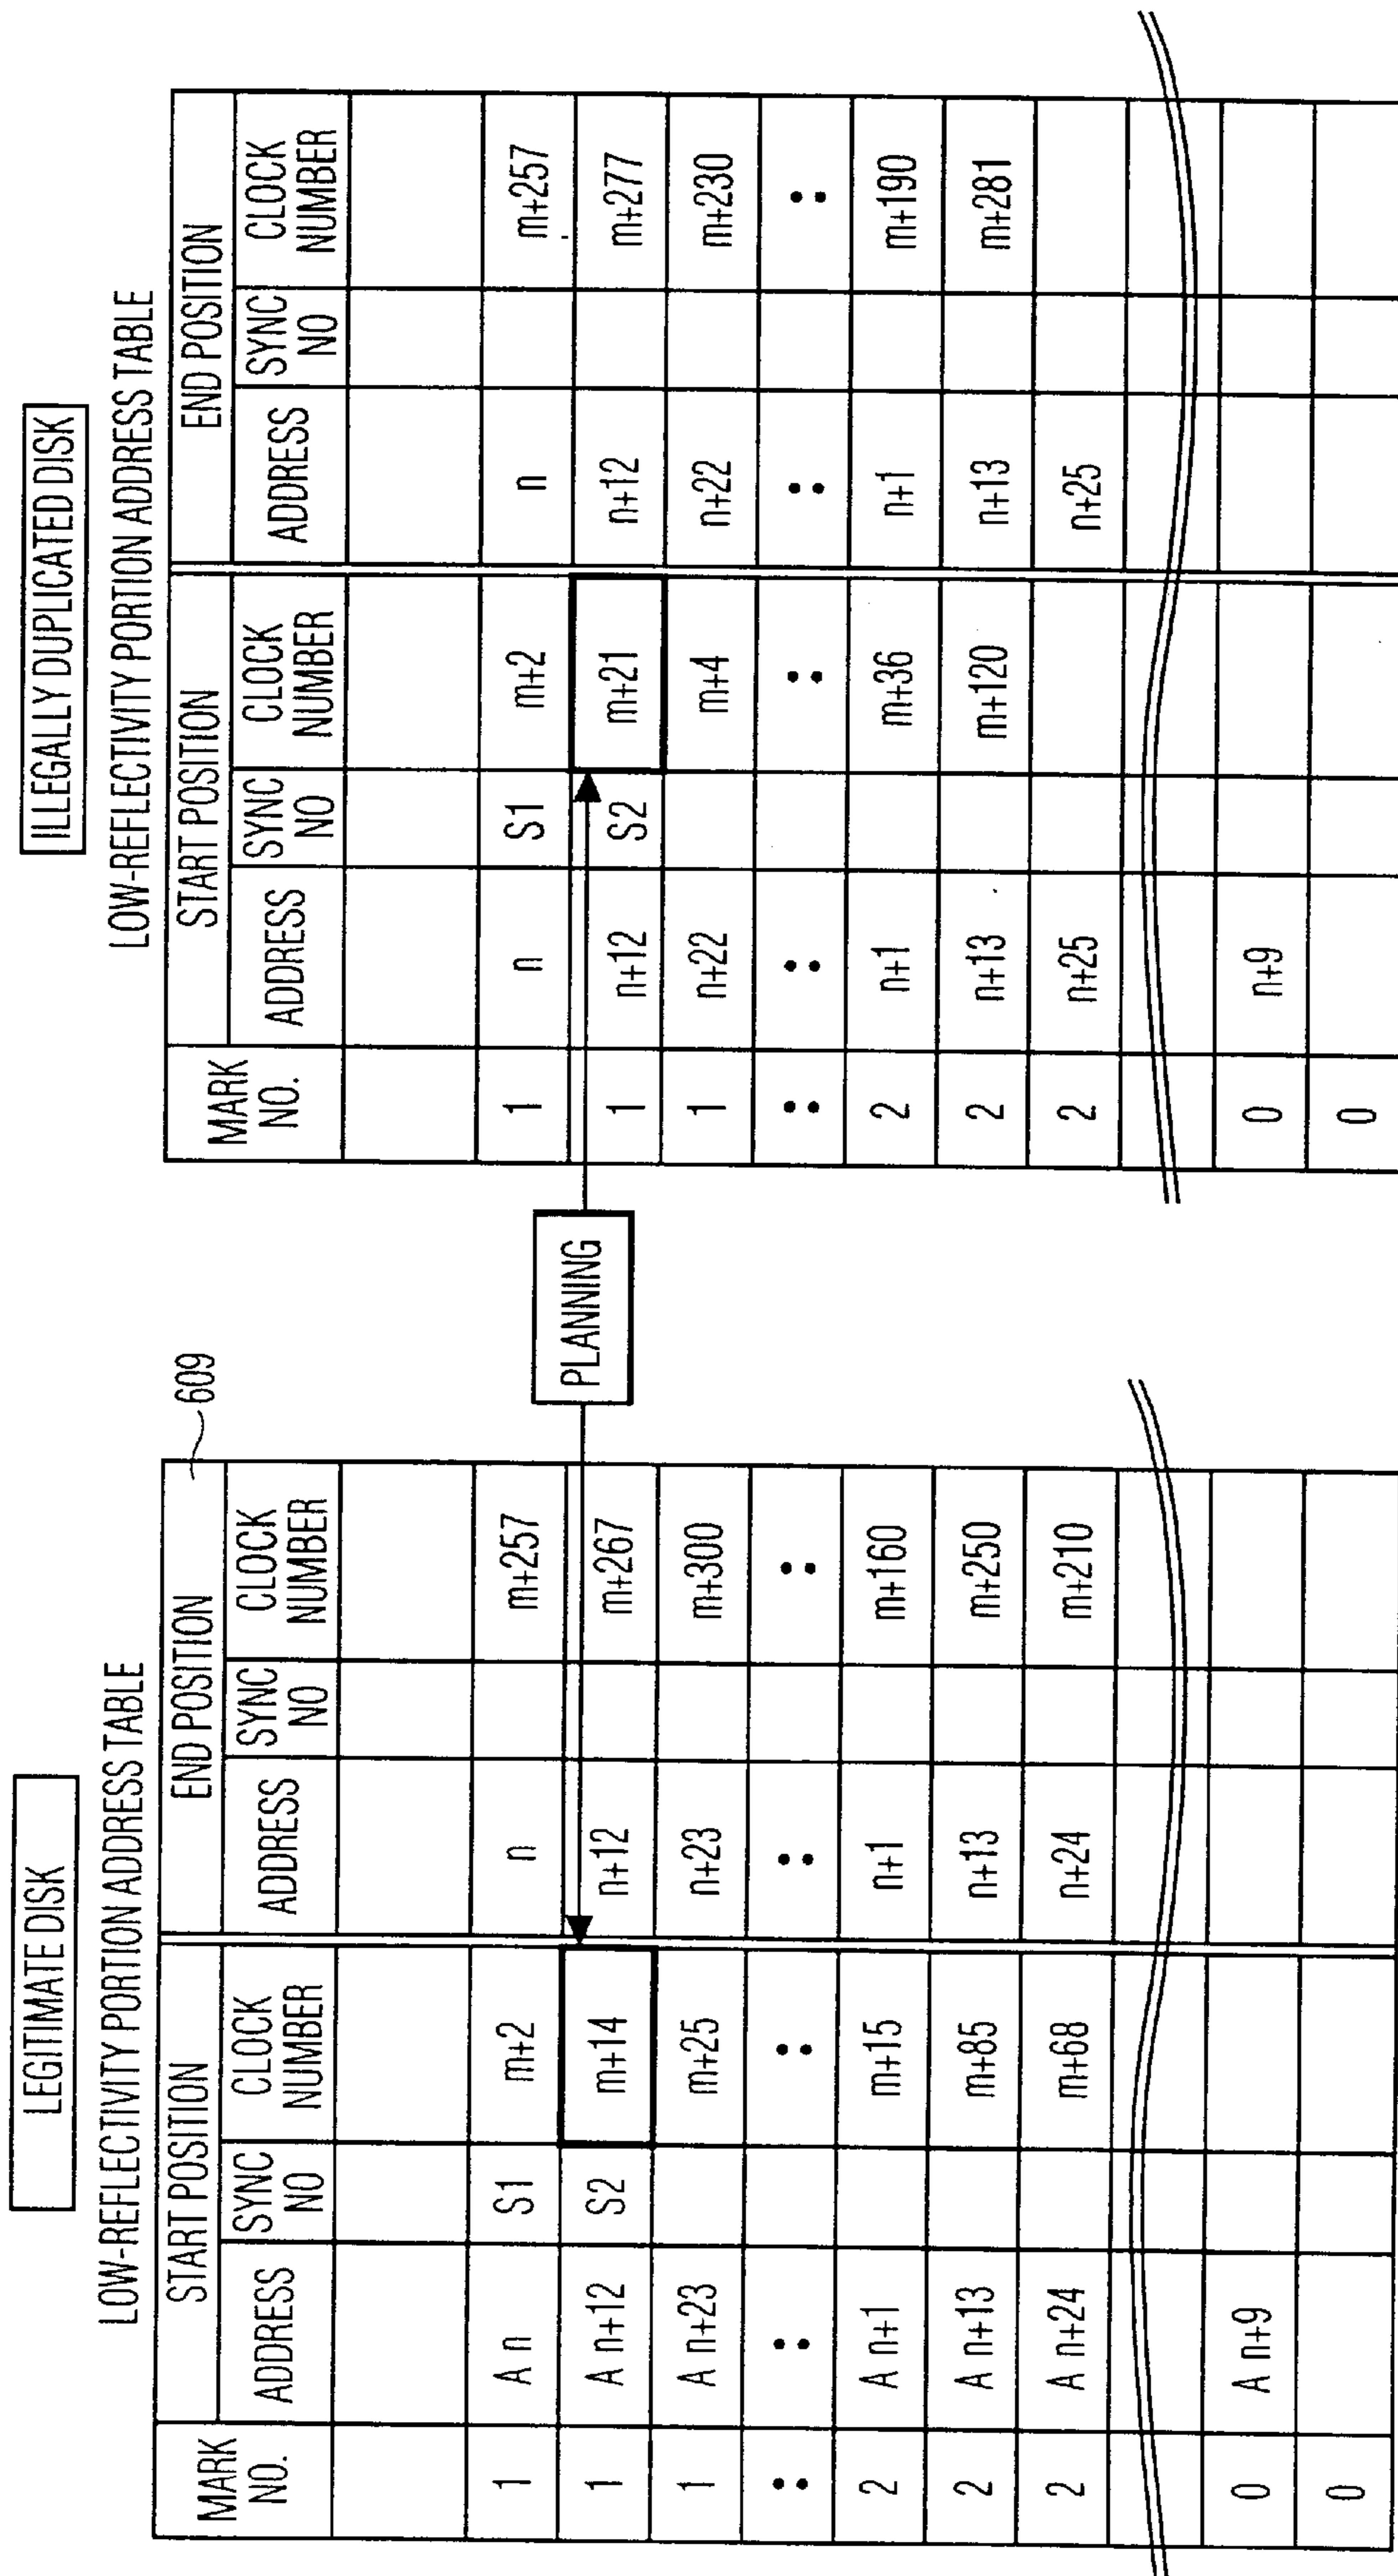 LEGITIMATE DISK
LOW-REFLECTIVITY PORTION ADDRESS TABLE
609
MARK NO. START POSITION END POSITION
ADDRESS SYNC NO CLOCK NUMBER ADDRESS SYNC NO CLOCK NUMBER
1 A n S1 m+2 n m+257
1 A n+12 S2 m+14 n+12 m+267
1 A n+23 m+25 n+23 m+300
: : : : :
2 A n+1 m+15 n+1 m+160
2 A n+13 m+85 n+13 m+250
2 A n+24 m+68 n+24 m+210
0 A n+9
0
PLANNING
ILLEGALLY DUPLICATED DISK
LOW-REFLECTIVITY PORTION ADDRESS TABLE
MARK NO. START POSITION END POSITION
ADDRESS SYNC NO CLOCK NUMBER ADDRESS SYNC NO CLOCK NUMBER
1 n S1 m+2 n m+257
1 n+12 S2 m+21 n+12 m+277
1 n+22 m+4 n+22 m+230
: : : : :
2 n+1 m+36 n+1 m+190
2 n+13 m+120 n+13 m+281
2 n+25 n+25
0 n+9
0